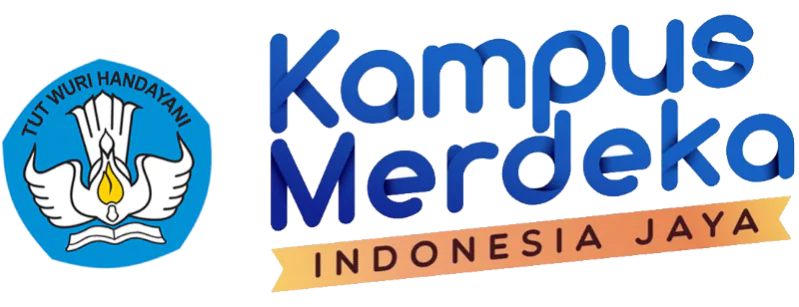 TUT WURI HANDAYANI
Kampus
Merdeka
INDONESIA JAYA